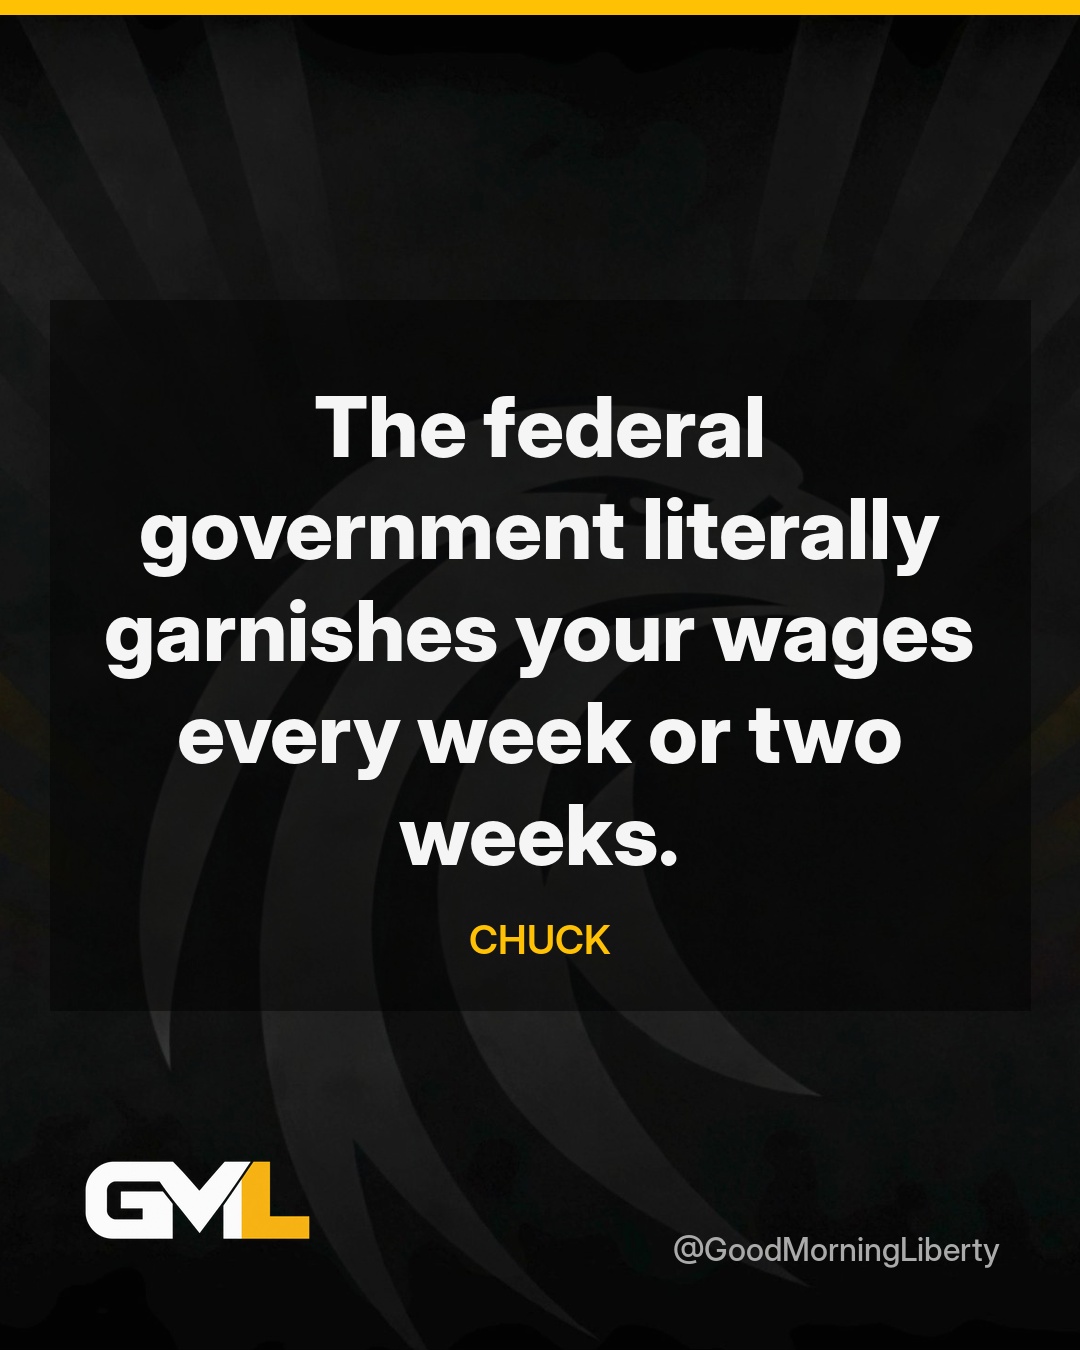 The federal
government literally
garnishes your wages
every week or two
weeks.
CHUCK
GML
@GoodMorningLiberty